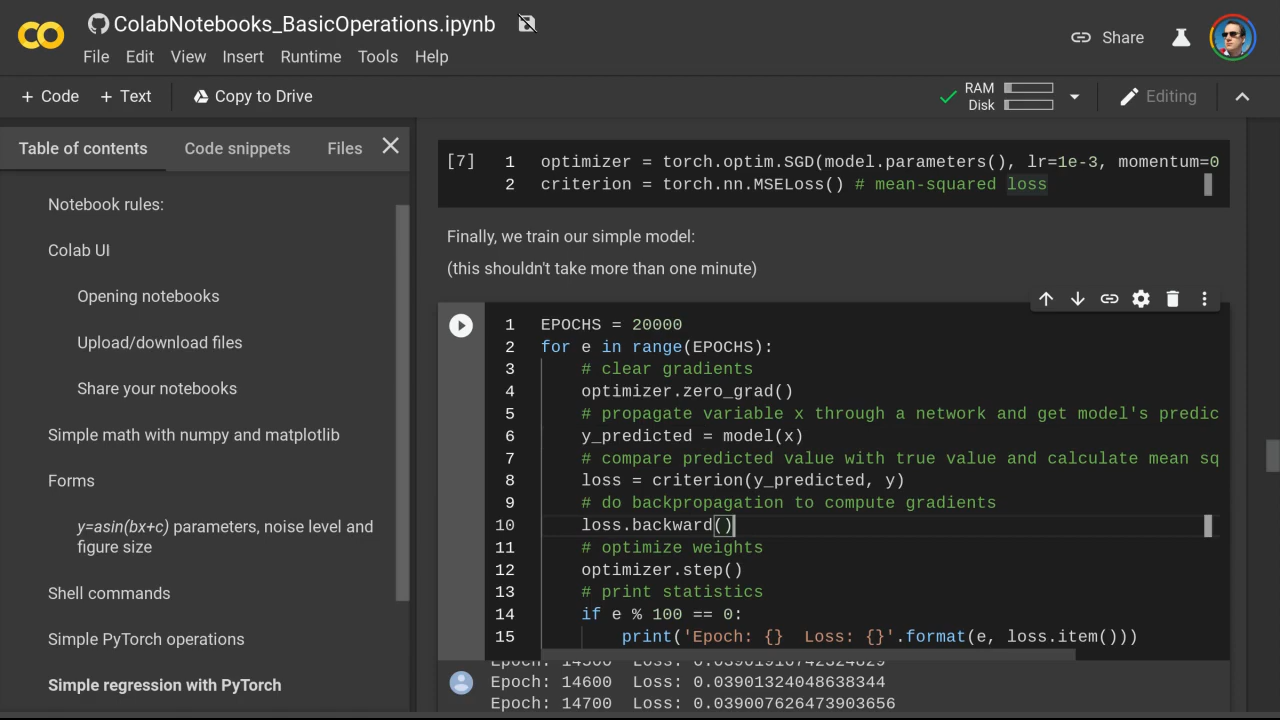 ColabNotebooks_BasicOperations.ipynb
File Edit View Insert Runtime Tools Help
Share
+ Code + Text Copy to Drive
RAM
Disk
Editing
Table of contents Code snippets Files
Notebook rules:
Colab UI
Opening notebooks
Upload/download files
Share your notebooks
Simple math with numpy and matplotlib
Forms
y=asin(bx+c) parameters, noise level and
figure size
Shell commands
Simple PyTorch operations
Simple regression with PyTorch
[7] 1 optimizer = torch.optim.SGD(model.parameters(), lr=1e-3, momentum=0
2 criterion = torch.nn.MSELoss() # mean-squared loss
Finally, we train our simple model:
(this shouldn't take more than one minute)
1 EPOCHS = 20000
2 for e in range(EPOCHS):
3 # clear gradients
4 optimizer.zero_grad()
5 # propagate variable x through a network and get model's predic
6 y_predicted = model(x)
7 # compare predicted value with true value and calculate mean sq
8 loss = criterion(y_predicted, y)
9 # do backpropagation to compute gradients
10 loss.backward()
11 # optimize weights
12 optimizer.step()
13 # print statistics
14 if e % 100 == 0:
15 print('Epoch: {}  Loss: {}'.format(e, loss.item()))
Epoch: 14600 Loss: 0.03901324048638344
Epoch: 14700 Loss: 0.039007626473903656